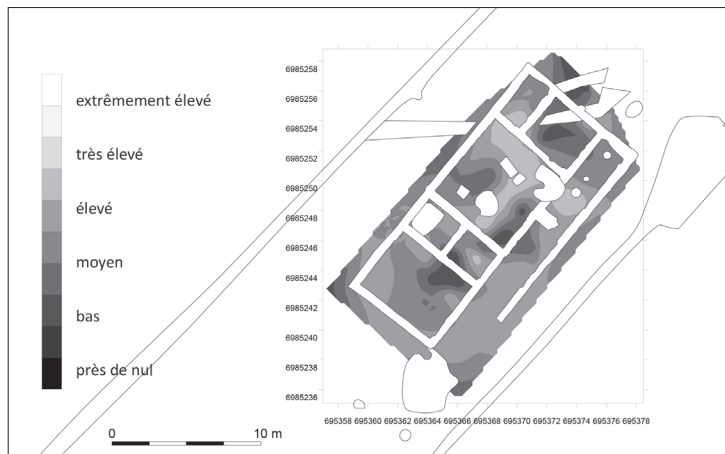 extrêmement élevé
très élevé
élevé
moyen
bas
près de nul
0 10 m
6985258
6985256
6985254
6985252
6985250
6985248
6985246
6985244
6985242
6985240
6985238
6985236
695358 695360 695362 695364 695366 695368 695370 695372 695374 695376 695378